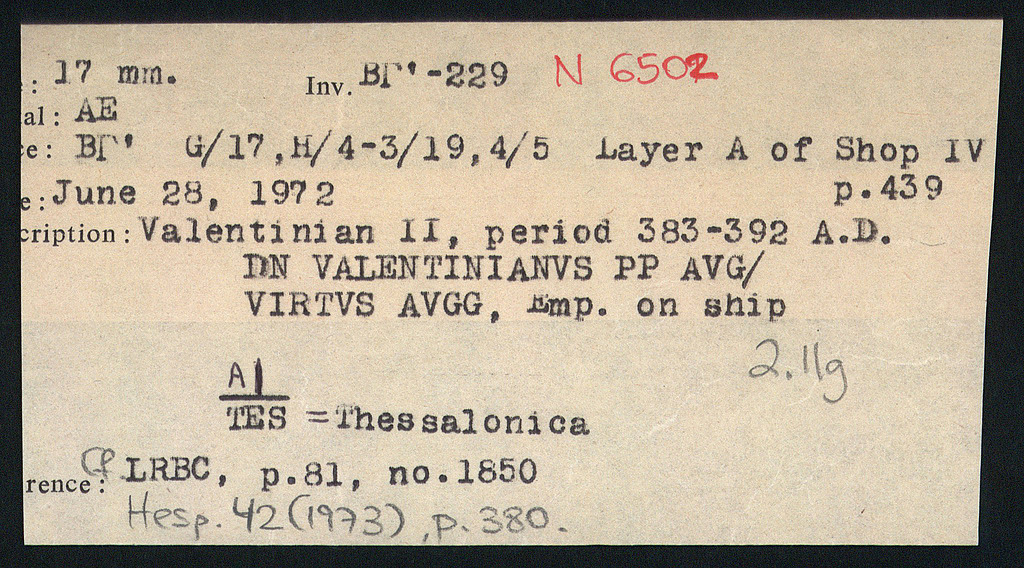 : 17 mm. Inv. ΒΓ'-229 N 6502
al: AE
e: ΒΓ' G/17,H/4-3/19,4/5 Layer A of Shop IV
e: June 28, 1972 p.439
cription: Valentinian II, period 383-392 A.D.
DN VALENTINIANVS PP AVG/
VIRTVS AVGG, Emp. on ship
2.11g
A|
TES =Thessalonica
rence: Cf LRBC, p.81, no.1850
Hesp. 42(1973), p.380.